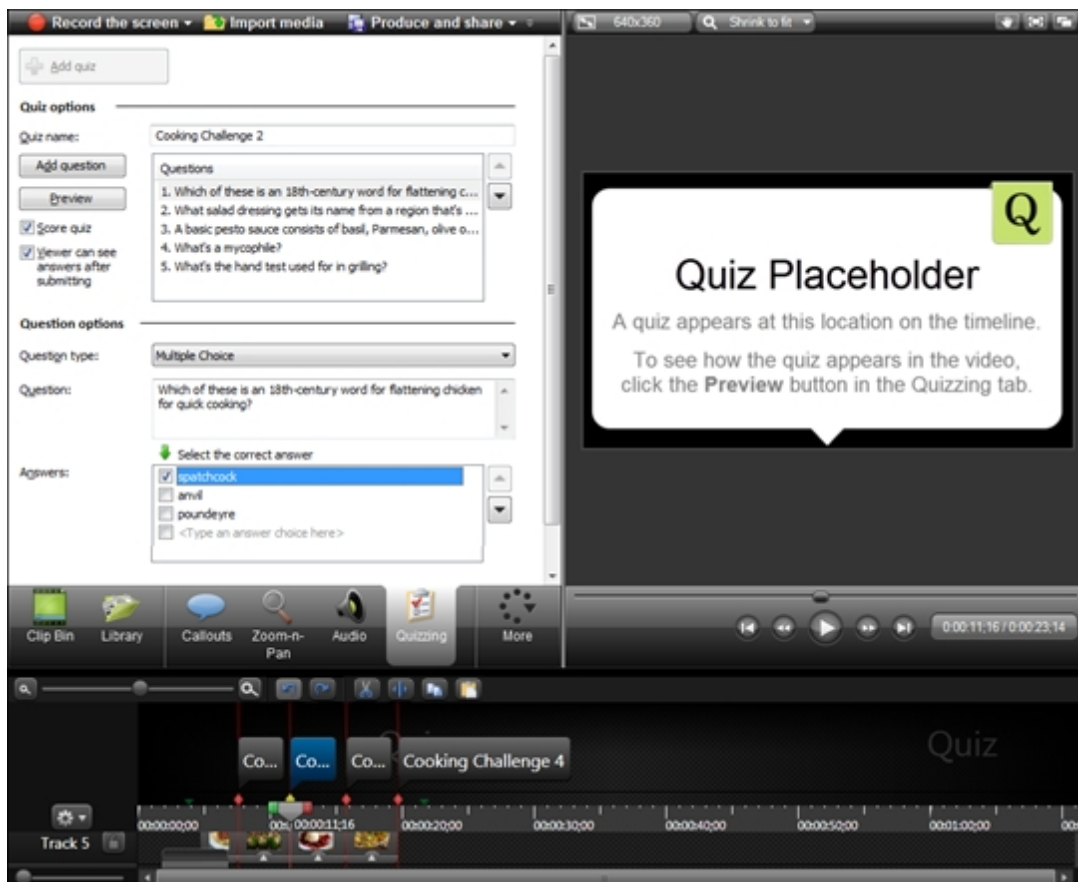 Record the screen Import media Produce and share
640x360 Shrink to fit
Add quiz
Quiz options
Quiz name: Cooking Challenge 2
Add question
Preview
Score quiz
Viewer can see
answers after
submitting
Questions
1. Which of these is an 18th-century word for flattening c...
2. What salad dressing gets its name from a region that's ...
3. A basic pesto sauce consists of basil, Parmesan, olive o...
4. What's a mycophile?
5. What's the hand test used for in grilling?
Question options
Question type: Multiple Choice
Question: Which of these is an 18th-century word for flattening chicken
for quick cooking?
Select the correct answer
Answers:
spatchcock
anvil
poundeyre
<Type an answer choice here>
Q
Quiz Placeholder
A quiz appears at this location on the timeline.
To see how the quiz appears in the video,
click the Preview button in the Quizzing tab.
Clip Bin Library Callouts Zoom-n-
Pan Audio Quizzing More
0:00:11;16 / 0:00:23;14
Quiz
Co... Co... Co... Cooking Challenge 4
00:00:00;00 00:00:11;16 00:00:20;00 00:00:30;00 00:00:40;00 00:00:50;00 00:01:00;00
Track 5